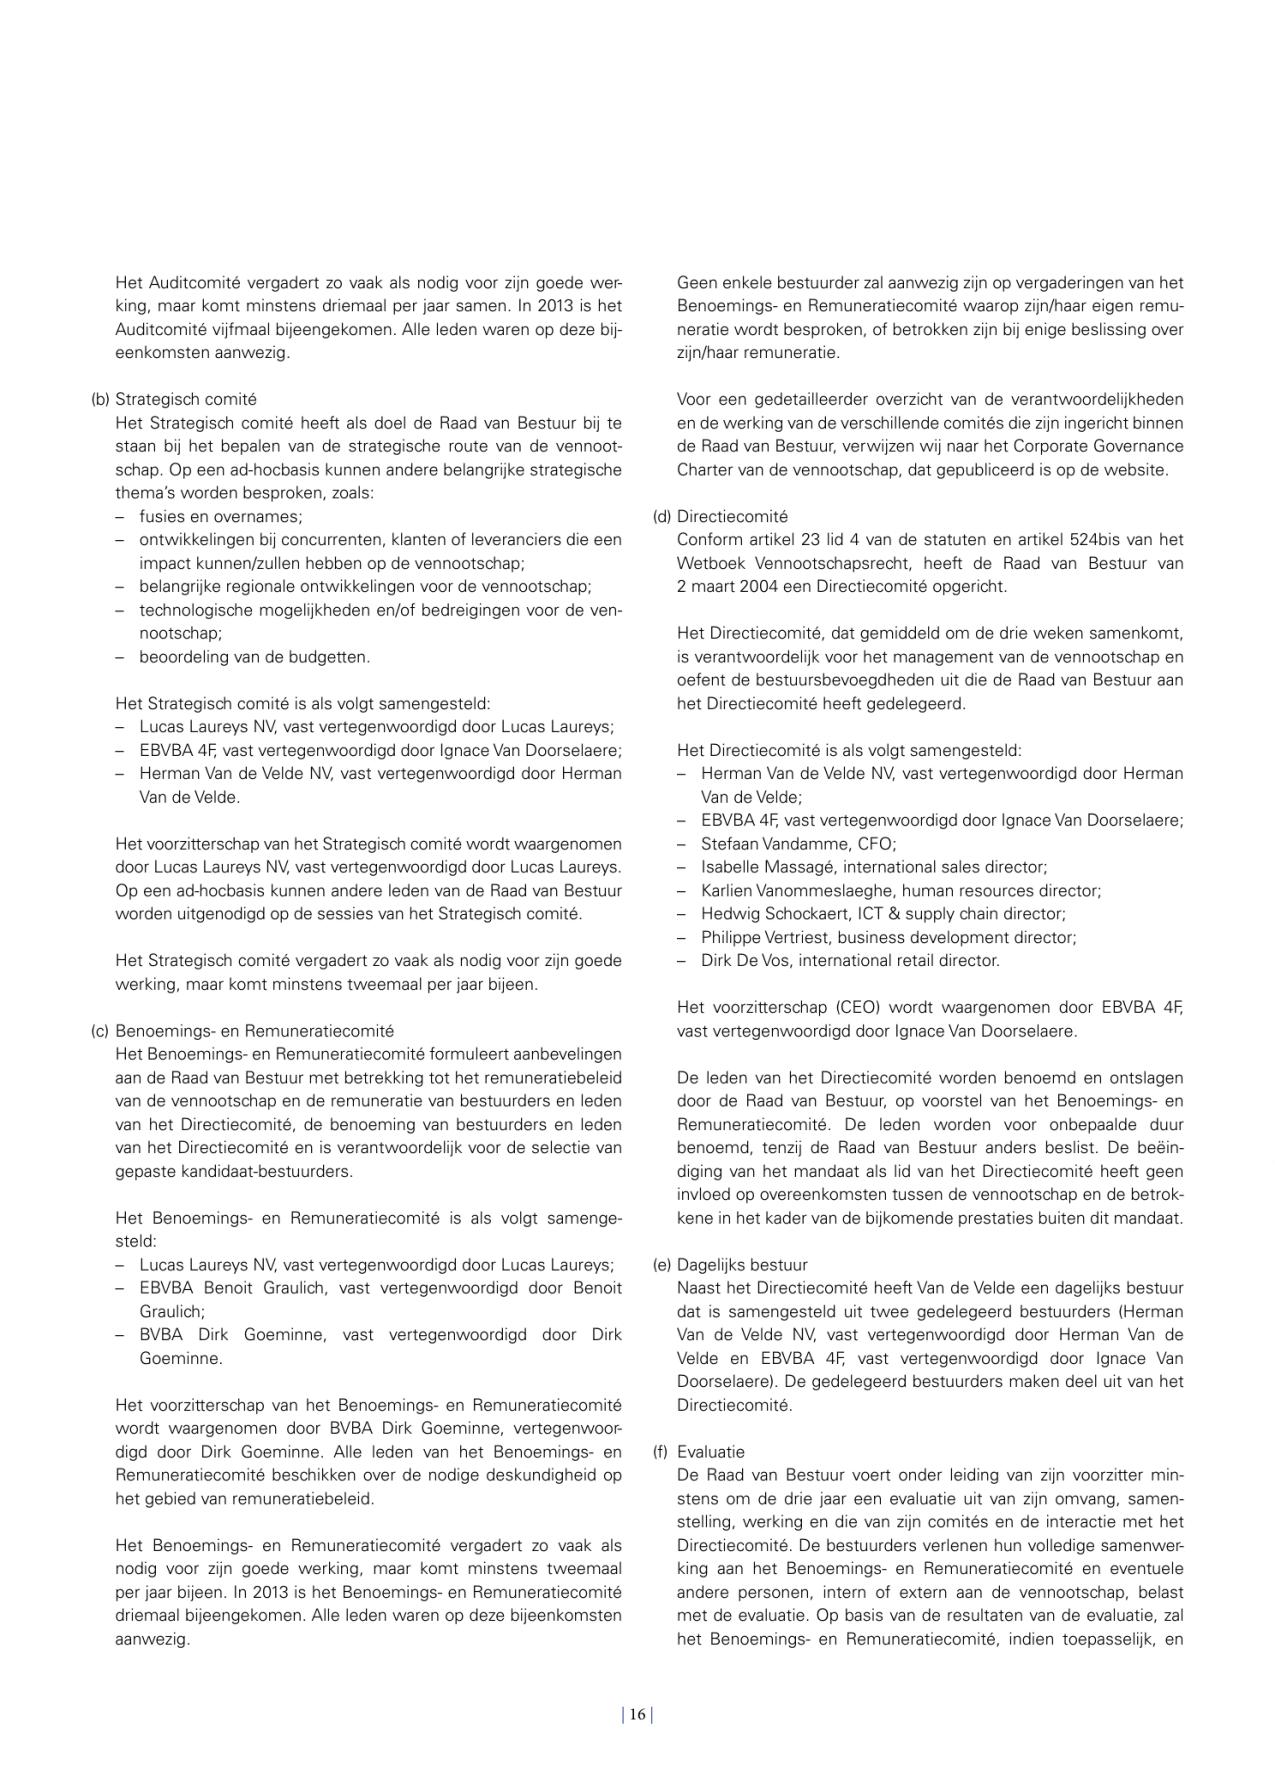 Het Auditcomité vergadert zo vaak als nodig voor zijn goede wer-
king, maar komt minstens driemaal per jaar samen. In 2013 is het
Auditcomité vijfmaal bijeengekomen. Alle leden waren op deze bij-
eenkomsten aanwezig.
(b) Strategisch comité
Het Strategisch comité heeft als doel de Raad van Bestuur bij te
staan bij het bepalen van de strategische route van de vennoot-
schap. Op een ad-hocbasis kunnen andere belangrijke strategische
thema's worden besproken, zoals:
– fusies en overnames;
– ontwikkelingen bij concurrenten, klanten of leveranciers die een
impact kunnen/zullen hebben op de vennootschap;
– belangrijke regionale ontwikkelingen voor de vennootschap;
– technologische mogelijkheden en/of bedreigingen voor de ven-
nootschap;
– beoordeling van de budgetten.
Het Strategisch comité is als volgt samengesteld:
– Lucas Laureys NV, vast vertegenwoordigd door Lucas Laureys;
– EBVBA 4F, vast vertegenwoordigd door Ignace Van Doorselaere;
– Herman Van de Velde NV, vast vertegenwoordigd door Herman
Van de Velde.
Het voorzitterschap van het Strategisch comité wordt waargenomen
door Lucas Laureys NV, vast vertegenwoordigd door Lucas Laureys.
Op een ad-hocbasis kunnen andere leden van de Raad van Bestuur
worden uitgenodigd op de sessies van het Strategisch comité.
Het Strategisch comité vergadert zo vaak als nodig voor zijn goede
werking, maar komt minstens tweemaal per jaar bijeen.
(c) Benoemings- en Remuneratiecomité
Het Benoemings- en Remuneratiecomité formuleert aanbevelingen
aan de Raad van Bestuur met betrekking tot het remuneratiebeleid
van de vennootschap en de remuneratie van bestuurders en leden
van het Directiecomité, de benoeming van bestuurders en leden
van het Directiecomité en is verantwoordelijk voor de selectie van
gepaste kandidaat-bestuurders.
Het Benoemings- en Remuneratiecomité is als volgt samenge-
steld:
– Lucas Laureys NV, vast vertegenwoordigd door Lucas Laureys;
– EBVBA Benoit Graulich, vast vertegenwoordigd door Benoit
Graulich;
– BVBA Dirk Goeminne, vast vertegenwoordigd door Dirk
Goeminne.
Het voorzitterschap van het Benoemings- en Remuneratiecomité
wordt waargenomen door BVBA Dirk Goeminne, vertegenwoor-
digd door Dirk Goeminne. Alle leden van het Benoemings- en
Remuneratiecomité beschikken over de nodige deskundigheid op
het gebied van remuneratiebeleid.
Het Benoemings- en Remuneratiecomité vergadert zo vaak als
nodig voor zijn goede werking, maar komt minstens tweemaal
per jaar bijeen. In 2013 is het Benoemings- en Remuneratiecomité
driemaal bijeengekomen. Alle leden waren op deze bijeenkomsten
aanwezig.
Geen enkele bestuurder zal aanwezig zijn op vergaderingen van het
Benoemings- en Remuneratiecomité waarop zijn/haar eigen remu-
neratie wordt besproken, of betrokken zijn bij enige beslissing over
zijn/haar remuneratie.
Voor een gedetailleerder overzicht van de verantwoordelijkheden
en de werking van de verschillende comités die zijn ingericht binnen
de Raad van Bestuur, verwijzen wij naar het Corporate Governance
Charter van de vennootschap, dat gepubliceerd is op de website.
(d) Directiecomité
Conform artikel 23 lid 4 van de statuten en artikel 524bis van het
Wetboek Vennootschapsrecht, heeft de Raad van Bestuur van
2 maart 2004 een Directiecomité opgericht.
Het Directiecomité, dat gemiddeld om de drie weken samenkomt,
is verantwoordelijk voor het management van de vennootschap en
oefent de bestuursbevoegdheden uit die de Raad van Bestuur aan
het Directiecomité heeft gedelegeerd.
Het Directiecomité is als volgt samengesteld:
– Herman Van de Velde NV, vast vertegenwoordigd door Herman
Van de Velde;
– EBVBA 4F, vast vertegenwoordigd door Ignace Van Doorselaere;
– Stefaan Vandamme, CFO;
– Isabelle Massagé, international sales director;
– Karlien Vanommeslaeghe, human resources director;
– Hedwig Schockaert, ICT & supply chain director;
– Philippe Vertriest, business development director;
– Dirk De Vos, international retail director.
Het voorzitterschap (CEO) wordt waargenomen door EBVBA 4F,
vast vertegenwoordigd door Ignace Van Doorselaere.
De leden van het Directiecomité worden benoemd en ontslagen
door de Raad van Bestuur, op voorstel van het Benoemings- en
Remuneratiecomité. De leden worden voor onbepaalde duur
benoemd, tenzij de Raad van Bestuur anders beslist. De beëin-
diging van het mandaat als lid van het Directiecomité heeft geen
invloed op overeenkomsten tussen de vennootschap en de betrok-
kene in het kader van de bijkomende prestaties buiten dit mandaat.
(e) Dagelijks bestuur
Naast het Directiecomité heeft Van de Velde een dagelijks bestuur
dat is samengesteld uit twee gedelegeerd bestuurders (Herman
Van de Velde NV, vast vertegenwoordigd door Herman Van de
Velde en EBVBA 4F, vast vertegenwoordigd door Ignace Van
Doorselaere). De gedelegeerd bestuurders maken deel uit van het
Directiecomité.
(f) Evaluatie
De Raad van Bestuur voert onder leiding van zijn voorzitter min-
stens om de drie jaar een evaluatie uit van zijn omvang, samen-
stelling, werking en die van zijn comités en de interactie met het
Directiecomité. De bestuurders verlenen hun volledige samenwer-
king aan het Benoemings- en Remuneratiecomité en eventuele
andere personen, intern of extern aan de vennootschap, belast
met de evaluatie. Op basis van de resultaten van de evaluatie, zal
het Benoemings- en Remuneratiecomité, indien toepasselijk, en
| 16 |